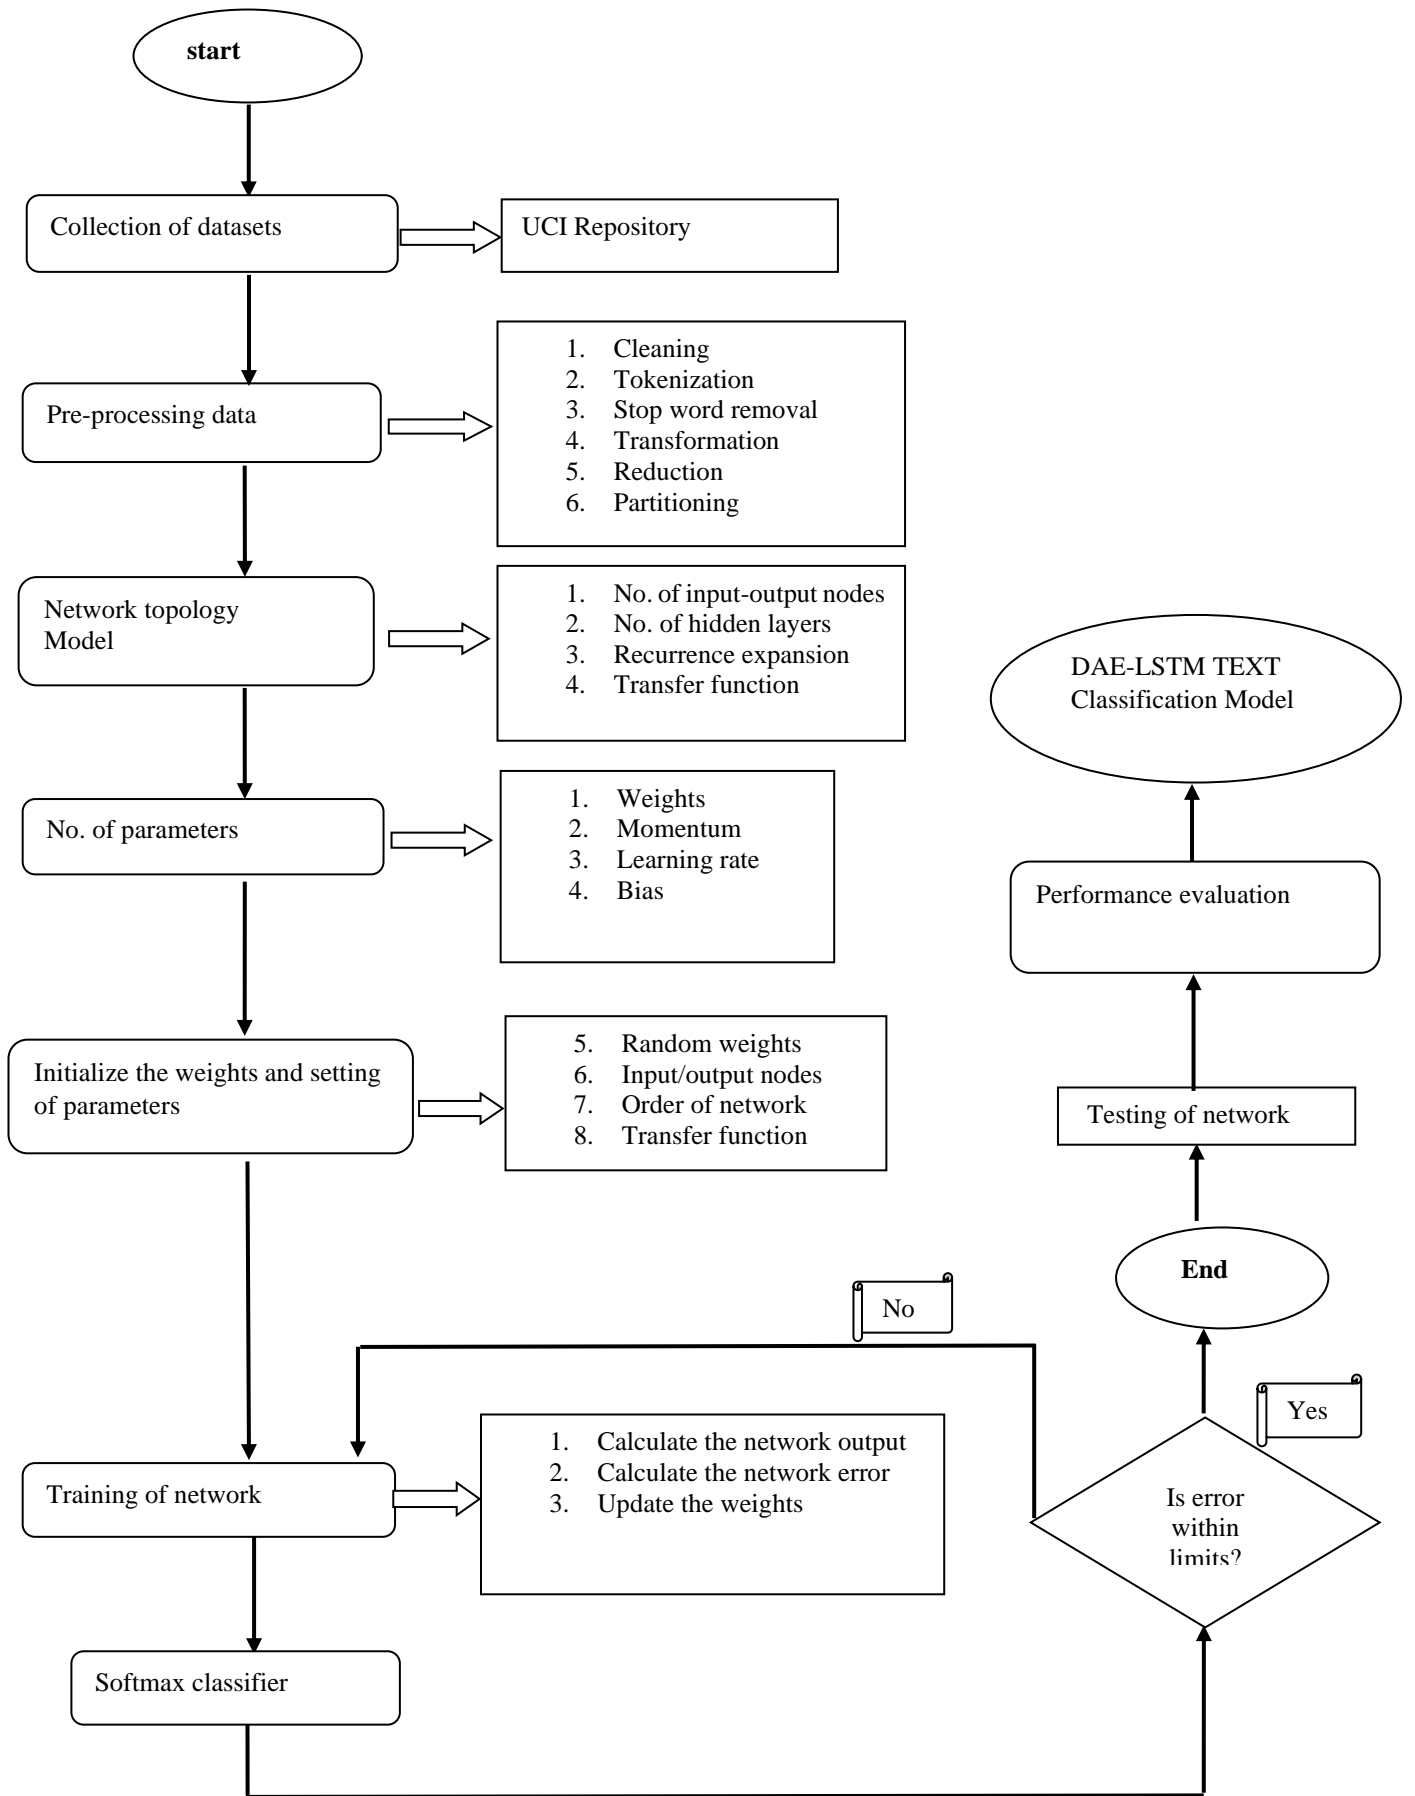 start
Collection of datasets
UCI Repository
Pre-processing data
1. Cleaning
2. Tokenization
3. Stop word removal
4. Transformation
5. Reduction
6. Partitioning
Network topology
Model
1. No. of input-output nodes
2. No. of hidden layers
3. Recurrence expansion
4. Transfer function
No. of parameters
1. Weights
2. Momentum
3. Learning rate
4. Bias
Initialize the weights and setting
of parameters
5. Random weights
6. Input/output nodes
7. Order of network
8. Transfer function
Training of network
1. Calculate the network output
2. Calculate the network error
3. Update the weights
Softmax classifier
Is error
within
limits?
No
Yes
End
Testing of network
Performance evaluation
DAE-LSTM TEXT
Classification Model